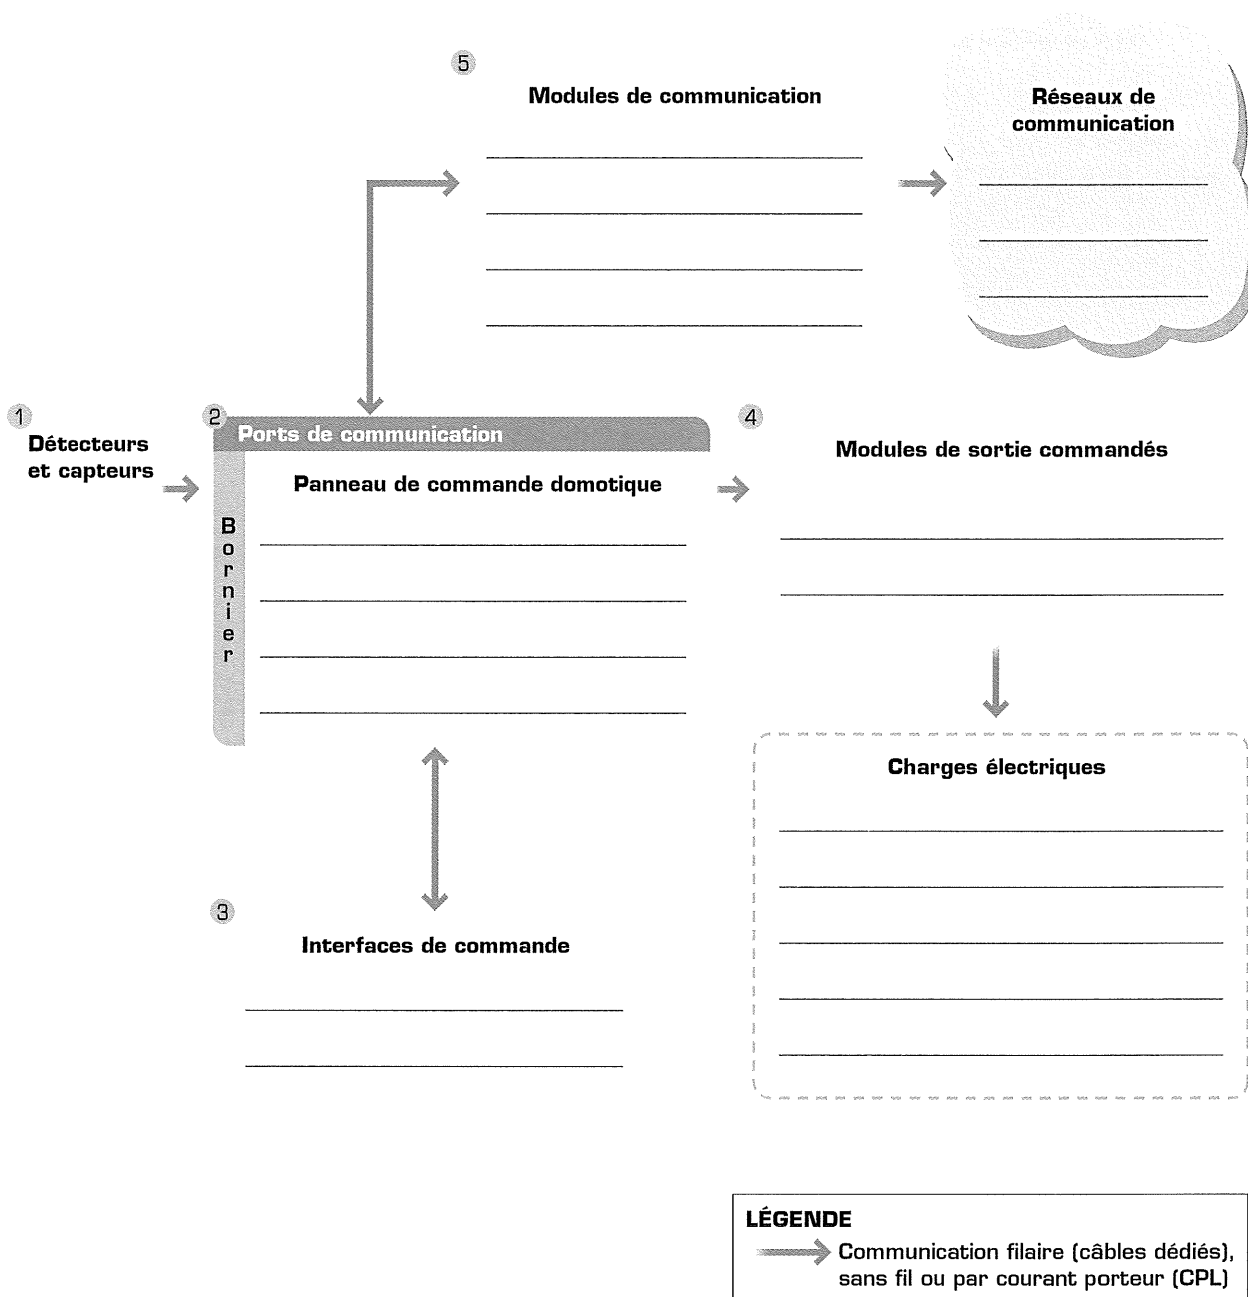 5
Modules de communication
Réseaux de
communication
1
Détecteurs
et capteurs
2
Ports de communication
Bornier
Panneau de commande domotique
4
Modules de sortie commandés
Charges électriques
3
Interfaces de commande
LÉGENDE
Communication filaire (câbles dédiés),
sans fil ou par courant porteur (CPL)